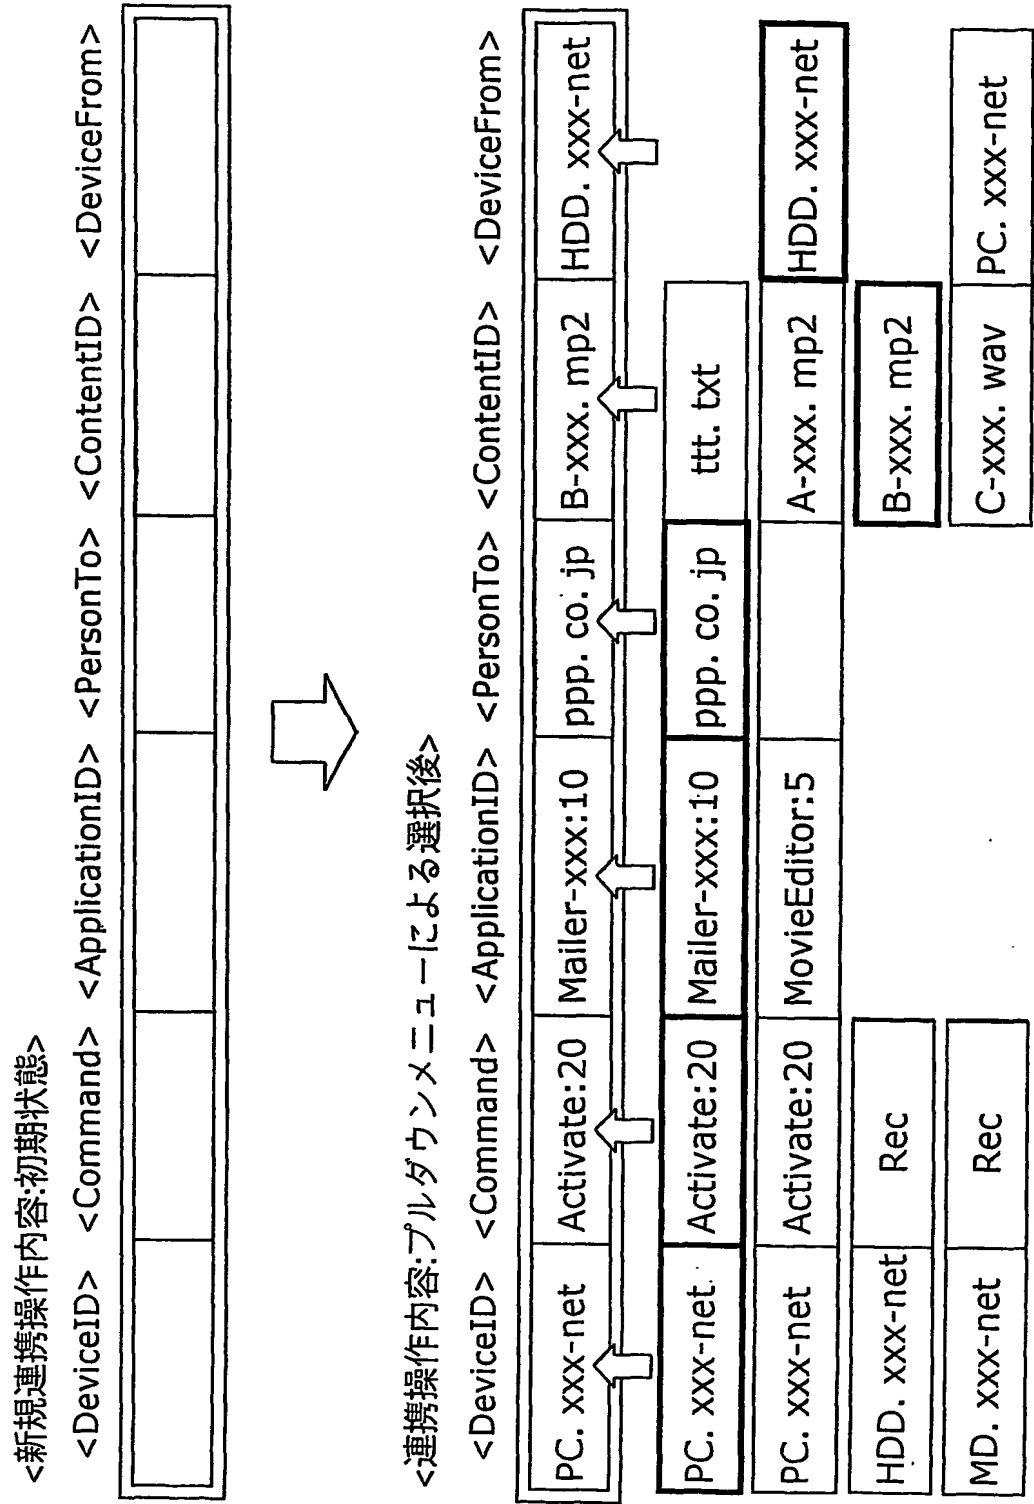 <新規連携操作内容:初期状態>
<DeviceID> <Command> <ApplicationID> <PersonTo> <ContentID> <DeviceFrom>
<連携操作内容:プルダウンメニューによる選択後>
<DeviceID> <Command> <ApplicationID> <PersonTo> <ContentID> <DeviceFrom>
PC. xxx-net Activate:20 Mailer-xxx:10 ppp. co. jp B-xxx. mp2 HDD. xxx-net
PC. xxx-net Activate:20 Mailer-xxx:10 ppp. co. jp ttt. txt
PC. xxx-net Activate:20 MovieEditor:5 A-xxx. mp2 HDD. xxx-net
HDD. xxx-net Rec B-xxx. mp2
MD. xxx-net Rec C-xxx. wav PC. xxx-net